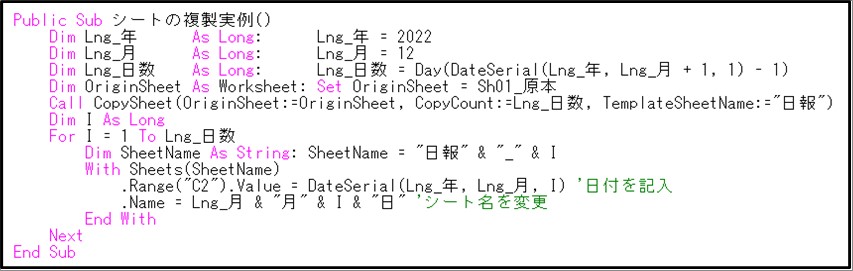 Public Sub シートの複製実例()
    Dim Lng_年      As Long:      Lng_年 = 2022
    Dim Lng_月      As Long:      Lng_月 = 12
    Dim Lng_日数    As Long:      Lng_日数 = Day(DateSerial(Lng_年, Lng_月 + 1, 1) - 1)
    Dim OriginSheet As Worksheet: Set OriginSheet = Sh01_原本
    Call CopySheet(OriginSheet:=OriginSheet, CopyCount:=Lng_日数, TemplateSheetName:="日報")
    Dim I As Long
    For I = 1 To Lng_日数
        Dim SheetName As String: SheetName = "日報" & "_" & I
        With Sheets(SheetName)
            .Range("C2").Value = DateSerial(Lng_年, Lng_月, I) '日付を記入
            .Name = Lng_月 & "月" & I & "日" 'シート名を変更
        End With
    Next
End Sub